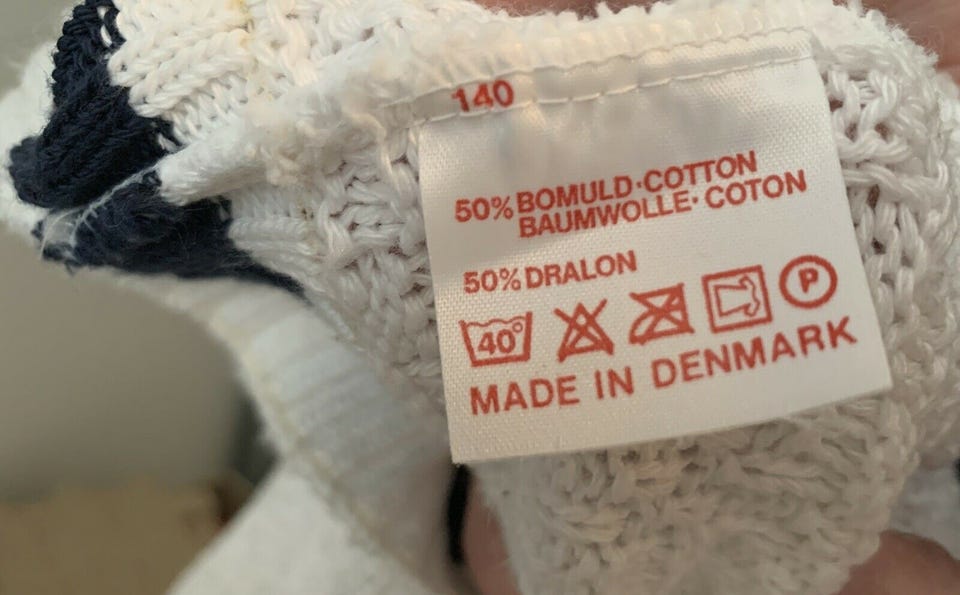 140
50% BOMULD·COTTON
BAUMWOLLE·COTON
50% DRALON
40° P
MADE IN DENMARK